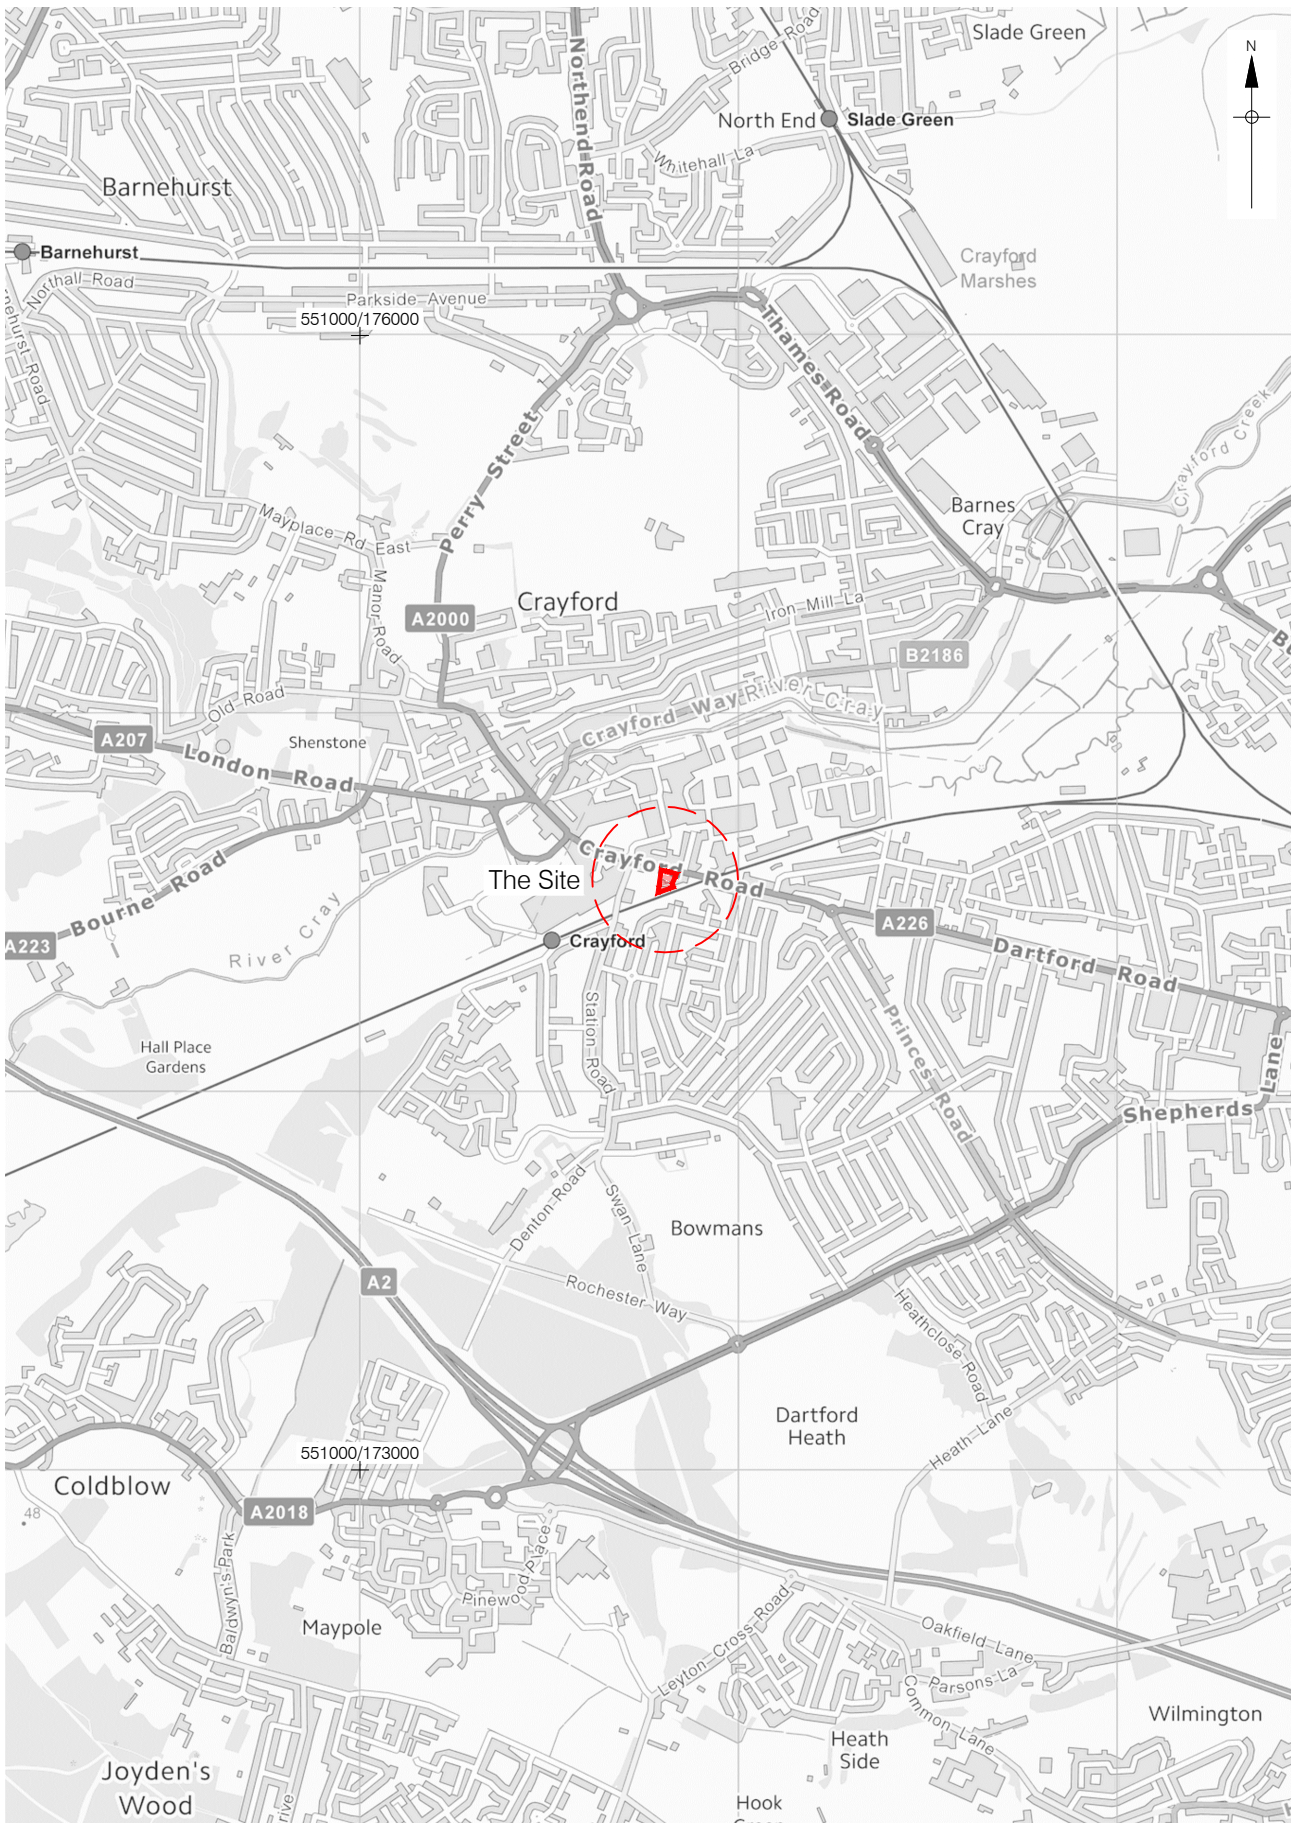 Slade Green
N
Northend Road
Bridge Road
North End
Slade Green
Whitehall La
Barnehurst
Barnehurst
Crayford
Marshes
Northall Road
Parkside Avenue
551000/176000
Thames Road
Perry Street
Crayford Creek
Barnes
Cray
Mayplace Rd East
Manor Road
Crayford
A2000
Iron Mill La
B2186
Old Road
Crayford Way
River Cray
A207
London Road
Shenstone
Crayford Road
The Site
Bourne Road
A223
River Cray
Crayford
A226
Dartford Road
Station Road
Princes Road
Hall Place
Gardens
Shepherds Lane
Denton Road
Swan Lane
Bowmans
A2
Rochester Way
Heathclose Road
Dartford
Heath
Heath Lane
551000/173000
Coldblow
48
A2018
Baldwyn's Park
Pinewood Place
Maypole
Leyton Cross Road
Oakfield Lane
Parsons La
Common Lane
Wilmington
Heath
Side
Joyden's
Wood
Hook